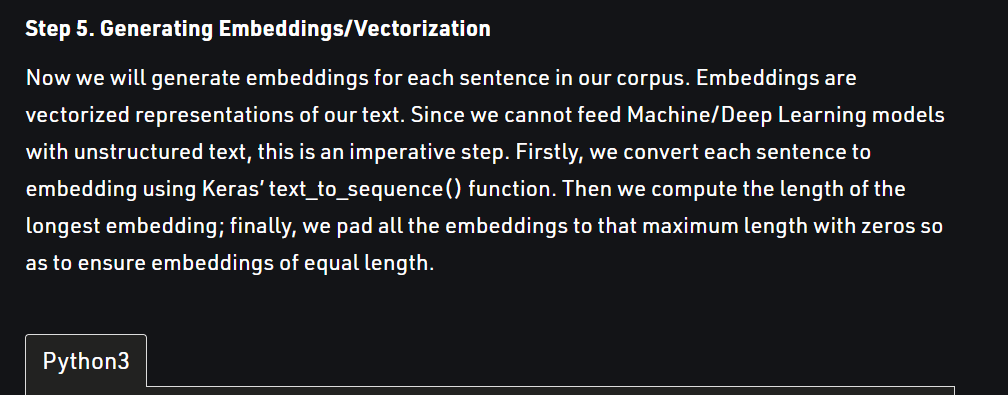 Step 5. Generating Embeddings/Vectorization
Now we will generate embeddings for each sentence in our corpus. Embeddings are
vectorized representations of our text. Since we cannot feed Machine/Deep Learning models
with unstructured text, this is an imperative step. Firstly, we convert each sentence to
embedding using Keras’ text_to_sequence() function. Then we compute the length of the
longest embedding; finally, we pad all the embeddings to that maximum length with zeros so
as to ensure embeddings of equal length.
Python3